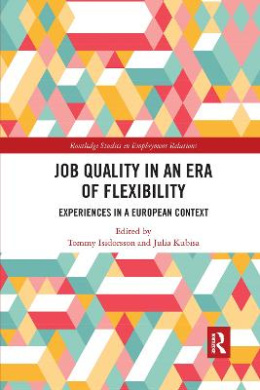 Routledge Studies in Employment Relations
JOB QUALITY IN AN ERA
OF FLEXIBILITY
EXPERIENCES IN A EUROPEAN CONTEXT
Edited by
Tommy Isidorsson and Julia Kubisa
R
ROUTLEDGE